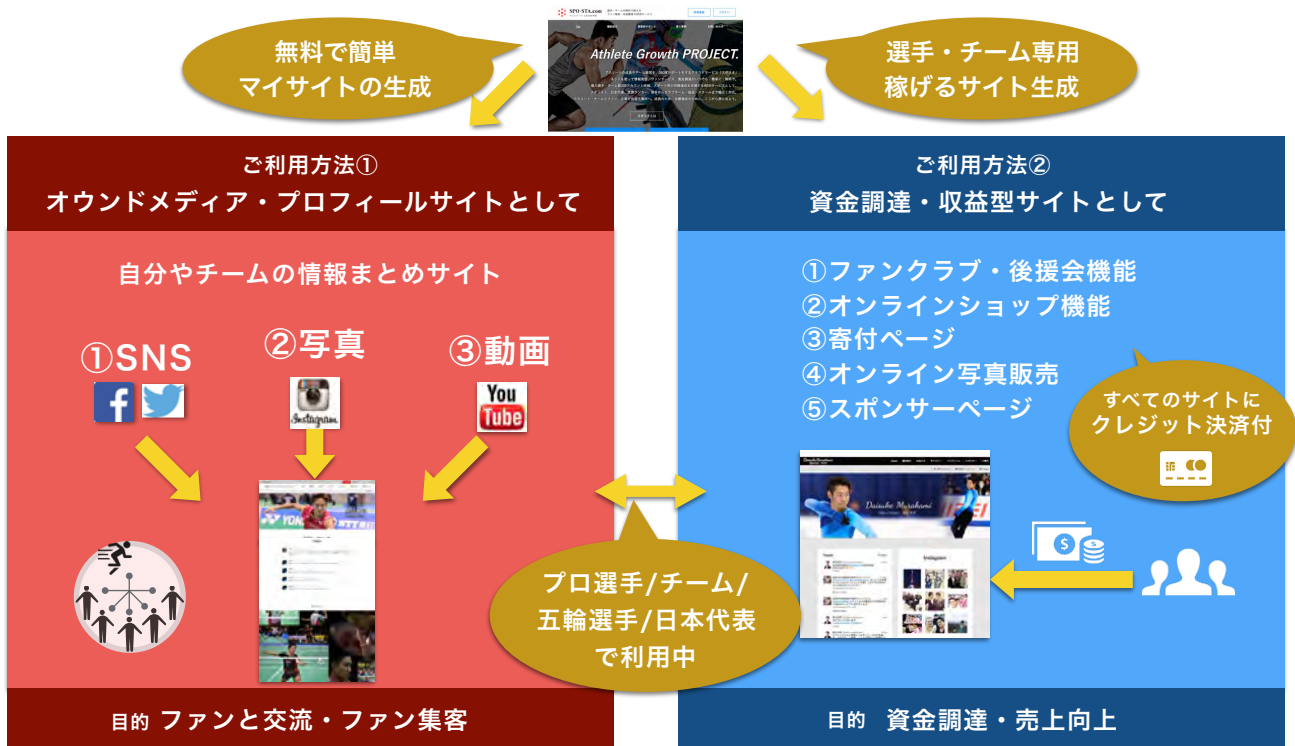 無料で簡単
マイサイトの生成
SPO-STA.com
Athlete Growth PROJECT.
選手・チーム専用
稼げるサイト生成
ご利用方法①
オウンドメディア・プロフィールサイトとして
自分やチームの情報まとめサイト
①SNS
②写真
③動画
Instagram
You
Tube
目的 ファンと交流・ファン集客
ご利用方法②
資金調達・収益型サイトとして
①ファンクラブ・後援会機能
②オンラインショップ機能
③寄付ページ
④オンライン写真販売
⑤スポンサーページ
すべてのサイトに
クレジット決済付
Daisuke Murakami
Instagram
プロ選手/チーム/
五輪選手/日本代表
で利用中
目的 資金調達・売上向上